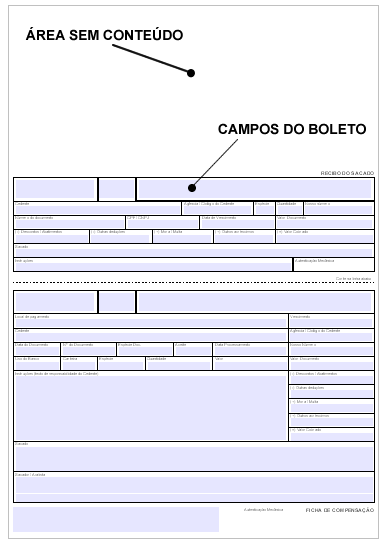 ÁREA SEM CONTEÚDO
CAMPOS DO BOLETO
RECIBO DO SACADO
Cedente Agência / Código do Cedente Espécie Quantidade Nosso número
Número do documento CPF / CNPJ Data de Vencimento Valor Documento
(-) Descontos / Abatimentos (-) Outras deduções (+) Mora / Multa (+) Outros acréscimos (=) Valor Cobrado
Sacado
Instruções Autenticação Mecânica
Corte na linha abaixo
Local de pagamento Vencimento
Cedente Agência / Código do Cedente
Data do Documento Nº do Documento Espécie Doc. Aceite Data Processamento Nosso Número
Uso do Banco Carteira Espécie Quantidade Valor Valor Documento
Instruções (texto de responsabilidade do Cedente) (-) Descontos / Abatimentos
(-) Outras deduções
(+) Mora / Multa
(+) Outros acréscimos
(=) Valor Cobrado
Sacado
Sacador / Avalista
Autenticação Mecânica FICHA DE COMPENSAÇÃO